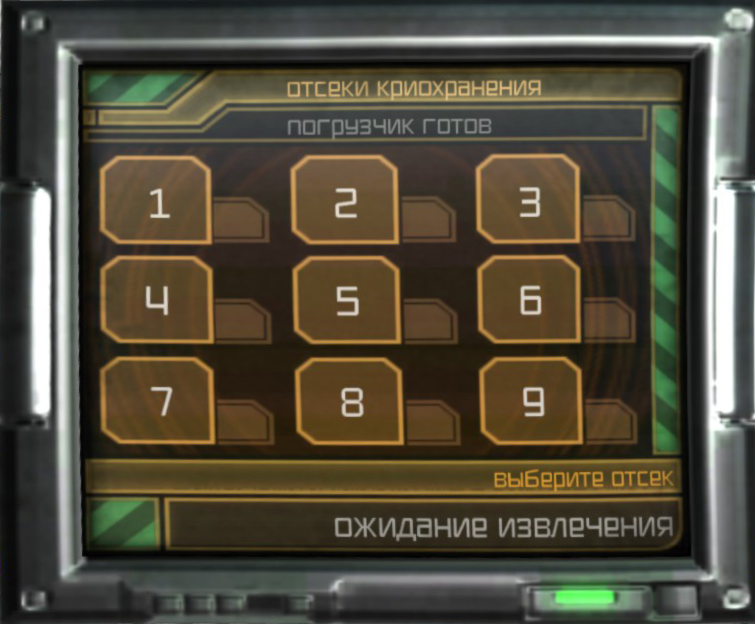 отсеки криохранения
погрузчик готов
1 2 3
4 5 6
7 8 9
выберите отсек
ожидание извлечения